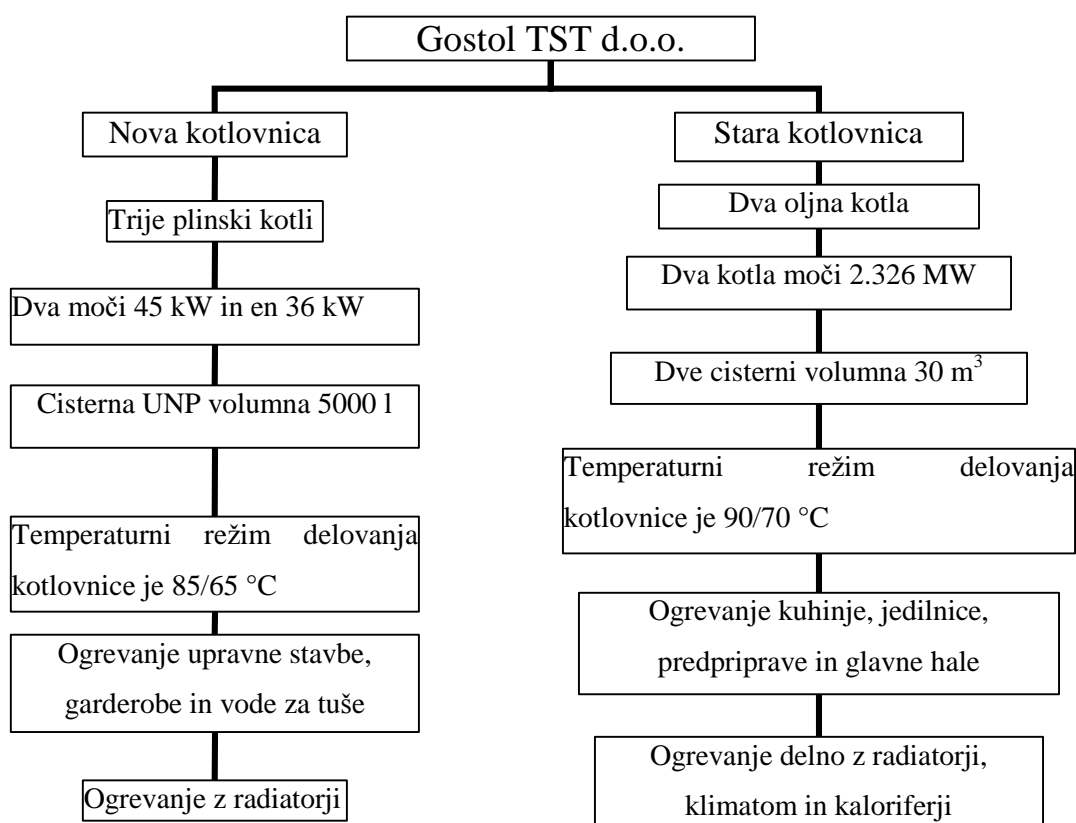 Gostol TST d.o.o.
Nova kotlovnica
Trije plinski kotli
Dva moči 45 kW in en 36 kW
Cisterna UNP volumna 5000 l
Temperaturni režim delovanja
kotlovnice je 85/65 °C
Ogrevanje upravne stavbe,
garderobe in vode za tuše
Ogrevanje z radiatorji
Stara kotlovnica
Dva oljna kotla
Dva kotla moči 2.326 MW
Dve cisterni volumna 30 m³
Temperaturni režim delovanja
kotlovnice je 90/70 °C
Ogrevanje kuhinje, jedilnice,
predpriprave in glavne hale
Ogrevanje delno z radiatorji,
klimatom in kaloriferji